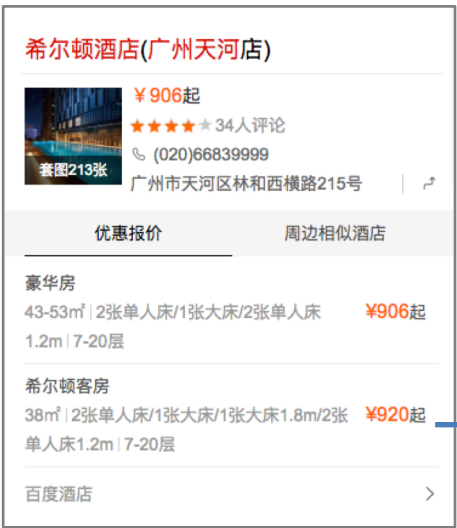 希尔顿酒店(广州天河店)
¥906起
34人评论
套图213张
(020)66839999
广州市天河区林和西横路215号
优惠报价 周边相似酒店
豪华房
43-53㎡|2张单人床/1张大床/2张单人床 ¥906起
1.2m|7-20层
希尔顿客房
38㎡|2张单人床/1张大床/1张大床1.8m/2张 ¥920起
单人床1.2m|7-20层
百度酒店